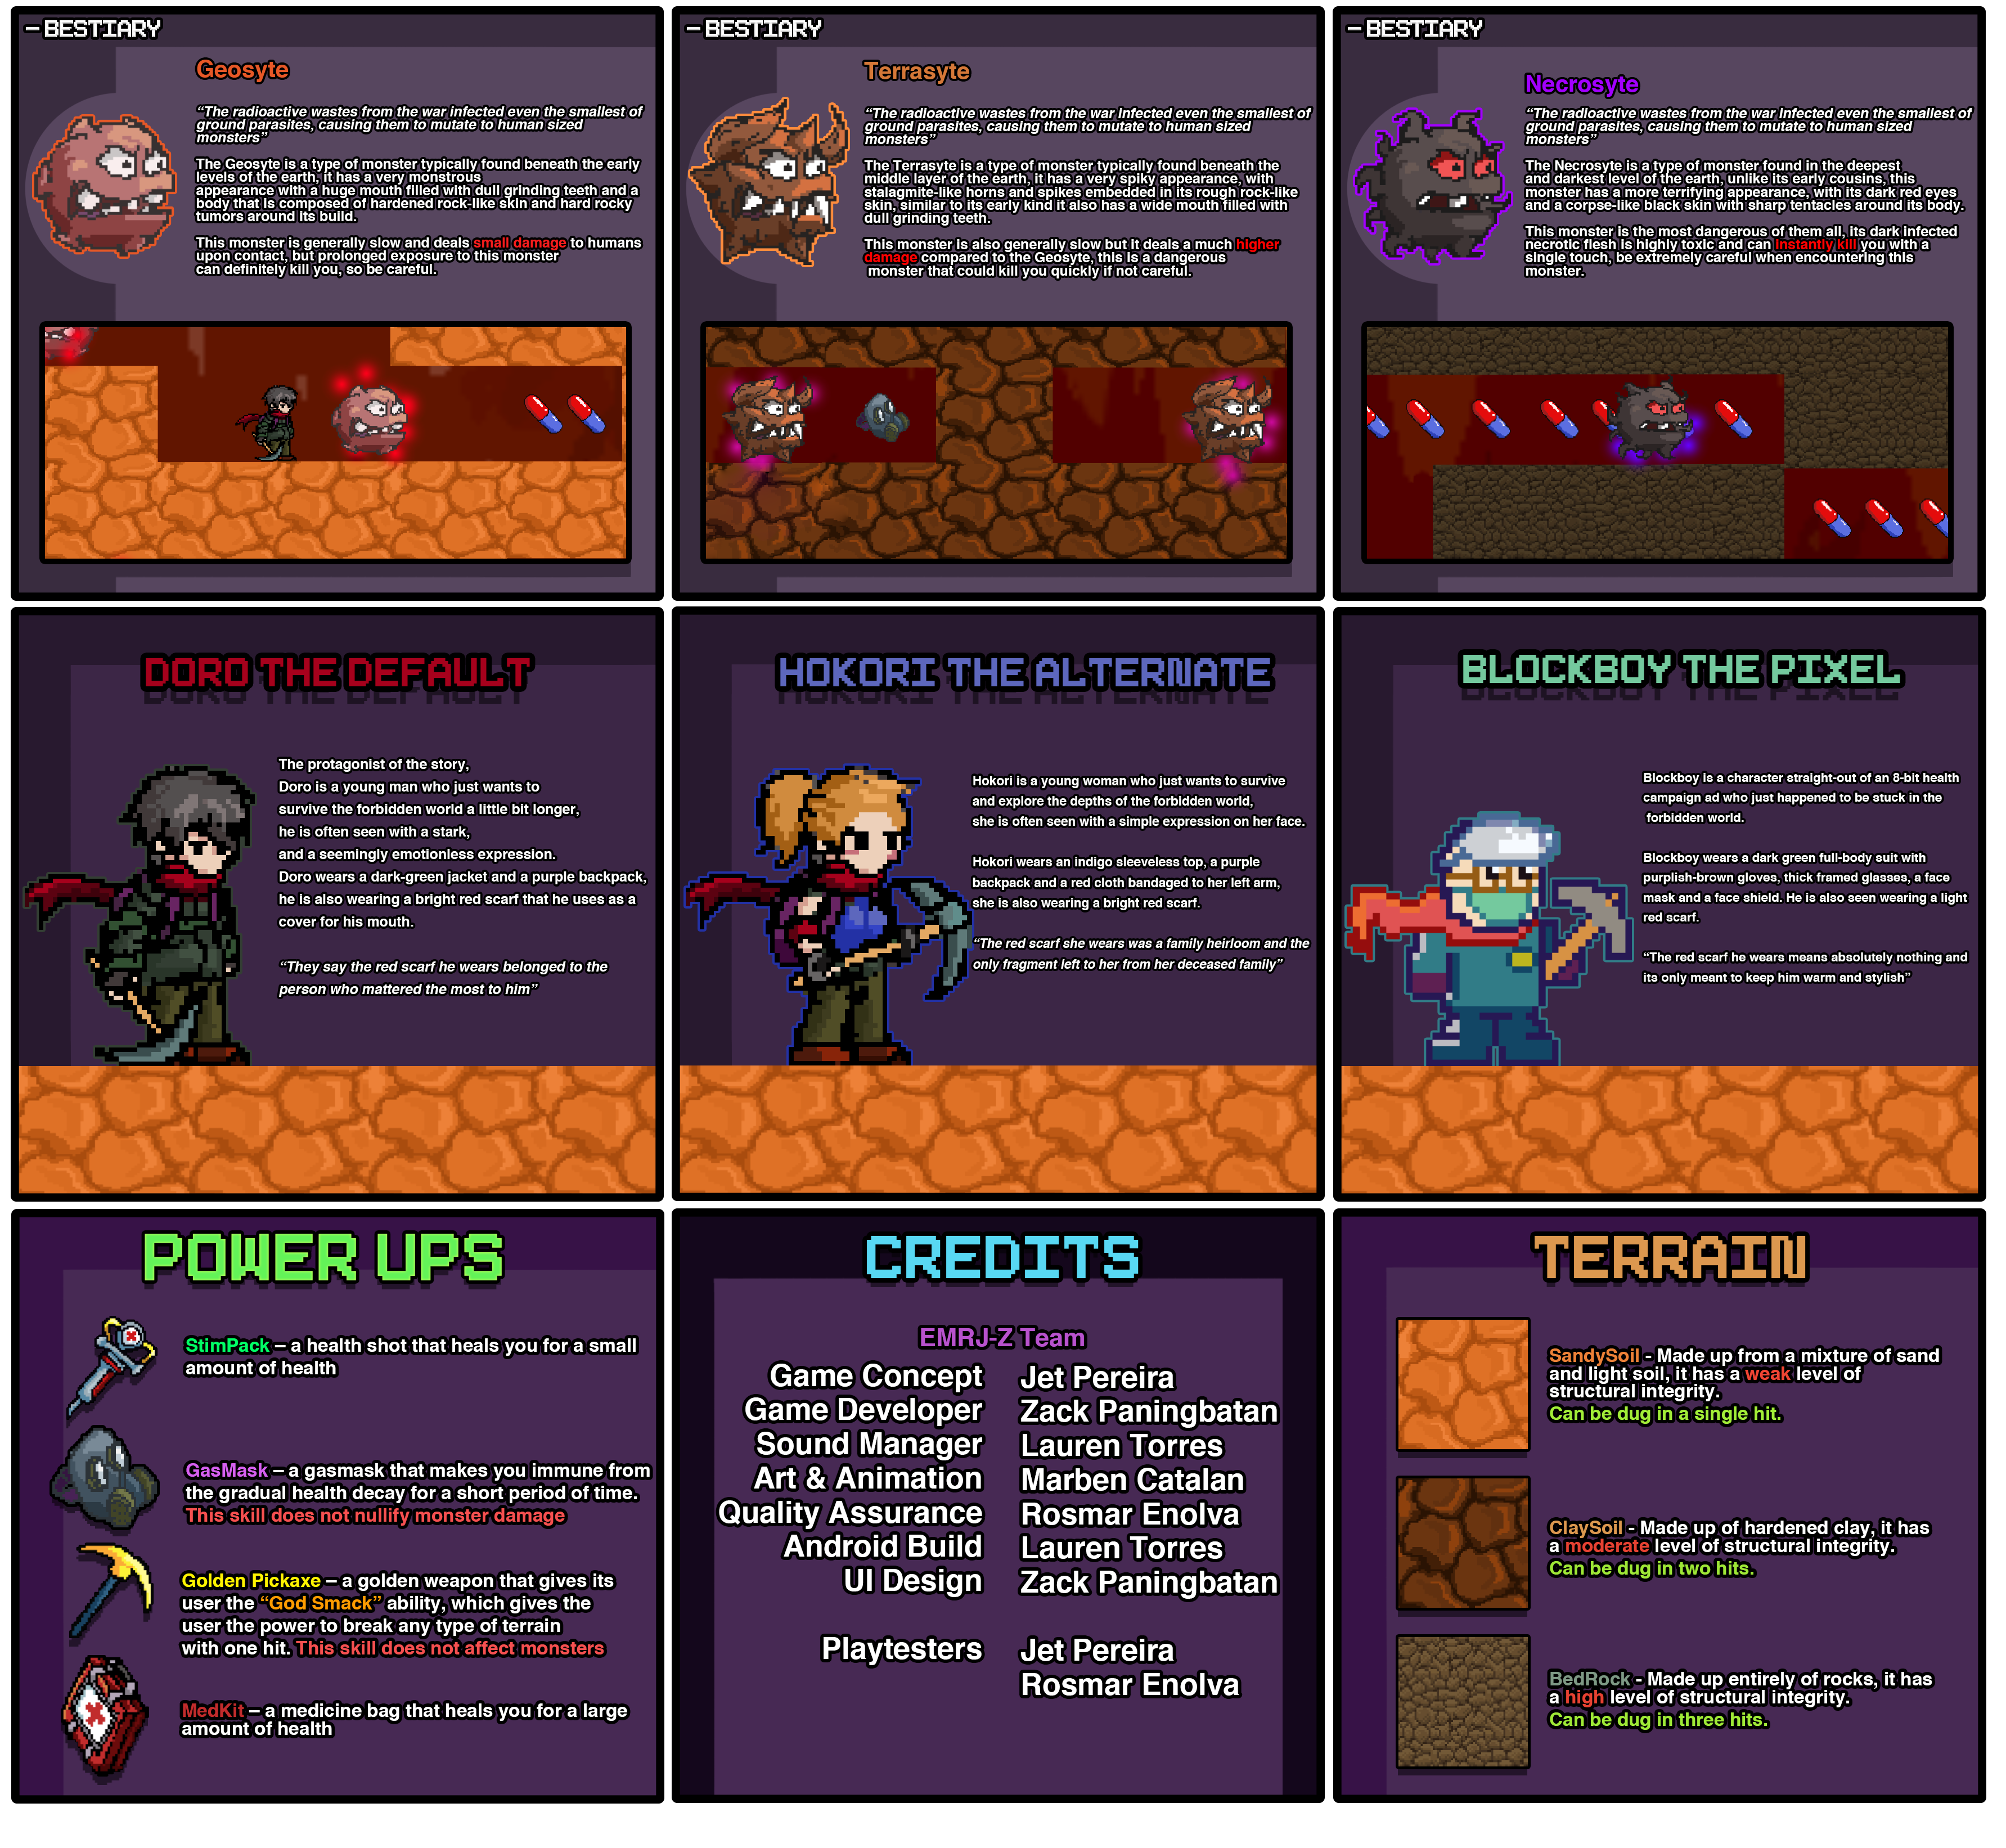 – BESTIARY
Geosyte
“The radioactive wastes from the war infected even the smallest of
ground parasites, causing them to mutate to human sized
monsters”
The Geosyte is a type of monster typically found beneath the early
levels of the earth, it has a very monstrous
appearance with a huge mouth filled with dull grinding teeth and a
body that is composed of hardened rock-like skin and hard rocky
tumors around its build.
This monster is generally slow and deals small damage to humans
upon contact, but prolonged exposure to this monster
can definitely kill you, so be careful.
– BESTIARY
Terrasyte
“The radioactive wastes from the war infected even the smallest of
ground parasites, causing them to mutate to human sized
monsters”
The Terrasyte is a type of monster typically found beneath the
middle layer of the earth, it has a very spiky appearance, with
stalagmite-like horns and spikes embedded in its rough rock-like
skin, similar to its early kind it also has a wide mouth filled with
dull grinding teeth.
This monster is also generally slow but it deals a much higher
damage compared to the Geosyte, this is a dangerous
monster that could kill you quickly if not careful.
– BESTIARY
Necrosyte
“The radioactive wastes from the war infected even the smallest of
ground parasites, causing them to mutate to human sized
monsters”
The Necrosyte is a type of monster found in the deepest
and darkest level of the earth, unlike its early cousins, this
monster has a more terrifying appearance, with its dark red eyes
and a corpse-like black skin with sharp tentacles around its body.
This monster is the most dangerous of them all, its dark infected
necrotic flesh is highly toxic and can instantly kill you with a
single touch, be extremely careful when encountering this
monster.
DORO THE DEFAULT
The protagonist of the story,
Doro is a young man who just wants to
survive the forbidden world a little bit longer,
he is often seen with a stark,
and a seemingly emotionless expression.
Doro wears a dark-green jacket and a purple backpack,
he is also wearing a bright red scarf that he uses as a
cover for his mouth.
“They say the red scarf he wears belonged to the
person who mattered the most to him”
HOKORI THE ALTERNATE
Hokori is a young woman who just wants to survive
and explore the depths of the forbidden world,
she is often seen with a simple expression on her face.
Hokori wears an indigo sleeveless top, a purple
backpack and a red cloth bandaged to her left arm,
she is also wearing a bright red scarf.
“The red scarf she wears was a family heirloom and the
only fragment left to her from her deceased family”
BLOCKBOY THE PIXEL
Blockboy is a character straight-out of an 8-bit health
campaign ad who just happened to be stuck in the
forbidden world.
Blockboy wears a dark green full-body suit with
purplish-brown gloves, thick framed glasses, a face
mask and a face shield. He is also seen wearing a light
red scarf.
“The red scarf he wears means absolutely nothing and
its only meant to keep him warm and stylish”
POWER UPS
StimPack – a health shot that heals you for a small
amount of health
GasMask – a gasmask that makes you immune from
the gradual health decay for a short period of time.
This skill does not nullify monster damage
Golden Pickaxe – a golden weapon that gives its
user the “God Smack” ability, which gives the
user the power to break any type of terrain
with one hit. This skill does not affect monsters
MedKit – a medicine bag that heals you for a large
amount of health
CREDITS
EMRJ-Z Team
Game Concept Jet Pereira
Game Developer Zack Paningbatan
Sound Manager Lauren Torres
Art & Animation Marben Catalan
Quality Assurance Rosmar Enolva
Android Build Lauren Torres
UI Design Zack Paningbatan
Playtesters Jet Pereira
Rosmar Enolva
TERRAIN
SandySoil - Made up from a mixture of sand
and light soil, it has a weak level of
structural integrity.
Can be dug in a single hit.
ClaySoil - Made up of hardened clay, it has
a moderate level of structural integrity.
Can be dug in two hits.
BedRock - Made up entirely of rocks, it has
a high level of structural integrity.
Can be dug in three hits.